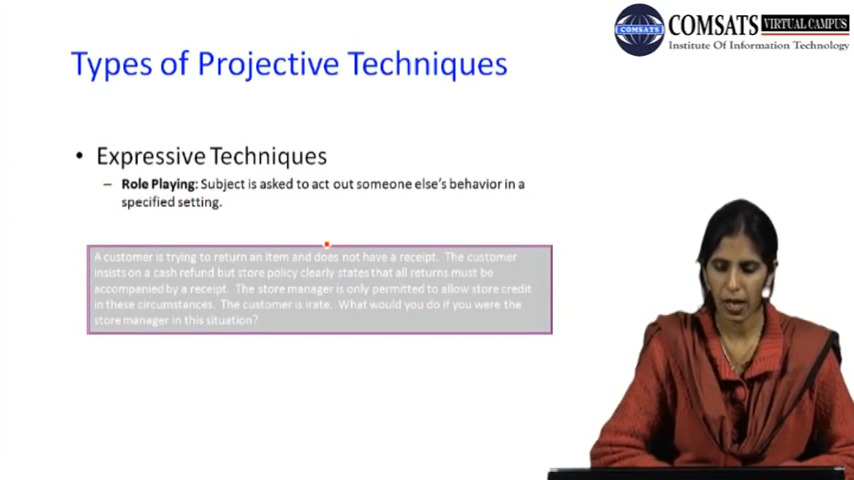 COMSATS VIRTUAL CAMPUS
Institute Of Information Technology
COMSATS
Types of Projective Techniques
• Expressive Techniques
– Role Playing: Subject is asked to act out someone else's behavior in a
specified setting.
A customer is trying to return an item and does not have a receipt. The customer
insists on a cash refund but store policy clearly states that all returns must be
accompanied by a receipt. The store manager is only permitted to allow store credit
in these circumstances. The customer is irate. What would you do if you were the
store manager in this situation?